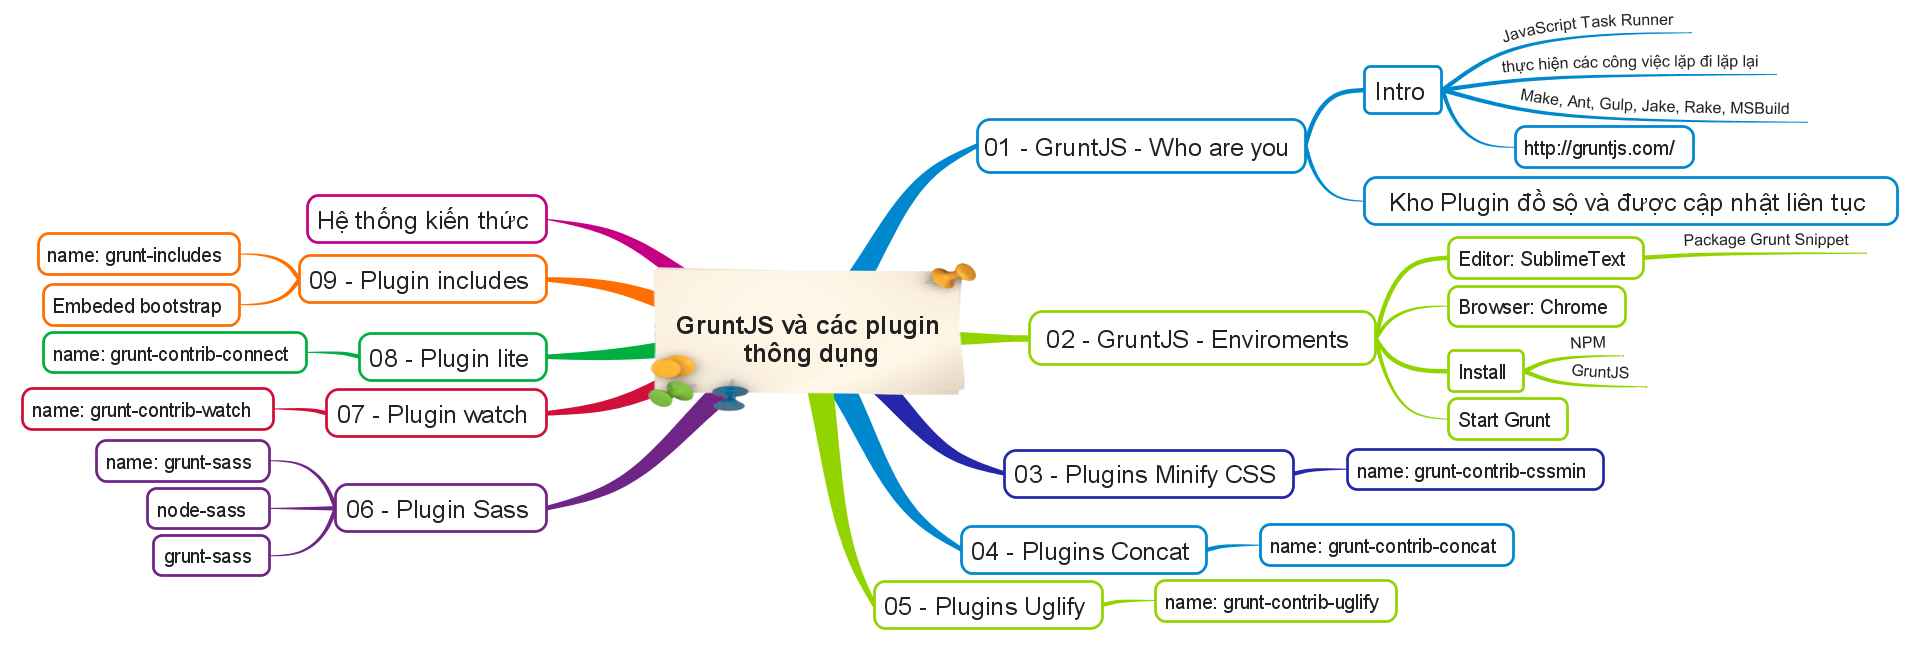 GruntJS và các plugin
thông dụng
01 - GruntJS - Who are you
Intro
JavaScript Task Runner
thực hiện các công việc lặp đi lặp lại
Make, Ant, Gulp, Jake, Rake, MSBuild
http://gruntjs.com/
Kho Plugin đồ sộ và được cập nhật liên tục
02 - GruntJS - Enviroments
Editor: SublimeText
Package Grunt Snippet
Browser: Chrome
Install
NPM
GruntJS
Start Grunt
03 - Plugins Minify CSS
name: grunt-contrib-cssmin
04 - Plugins Concat
name: grunt-contrib-concat
05 - Plugins Uglify
name: grunt-contrib-uglify
06 - Plugin Sass
name: grunt-sass
node-sass
grunt-sass
07 - Plugin watch
name: grunt-contrib-watch
08 - Plugin lite
name: grunt-contrib-connect
09 - Plugin includes
name: grunt-includes
Embeded bootstrap
Hệ thống kiến thức